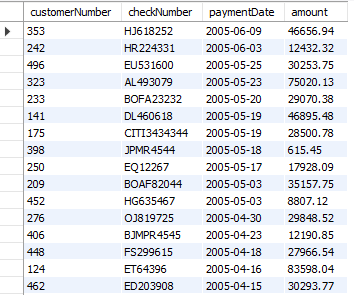 customerNumber checkNumber paymentDate amount
353 HJ618252 2005-06-09 46656.94
242 HR224331 2005-06-03 12432.32
496 EU531600 2005-05-25 30253.75
323 AL493079 2005-05-23 75020.13
233 BOFA23232 2005-05-20 29070.38
141 DL460618 2005-05-19 46895.48
175 CITI3434344 2005-05-19 28500.78
398 JPMR4544 2005-05-18 615.45
250 EQ12267 2005-05-17 17928.09
209 BOAF82044 2005-05-03 35157.75
452 HG635467 2005-05-03 8807.12
276 OJ819725 2005-04-30 29848.52
406 BJMPR4545 2005-04-23 12190.85
448 FS299615 2005-04-18 27966.54
124 ET64396 2005-04-16 83598.04
462 ED203908 2005-04-15 30293.77